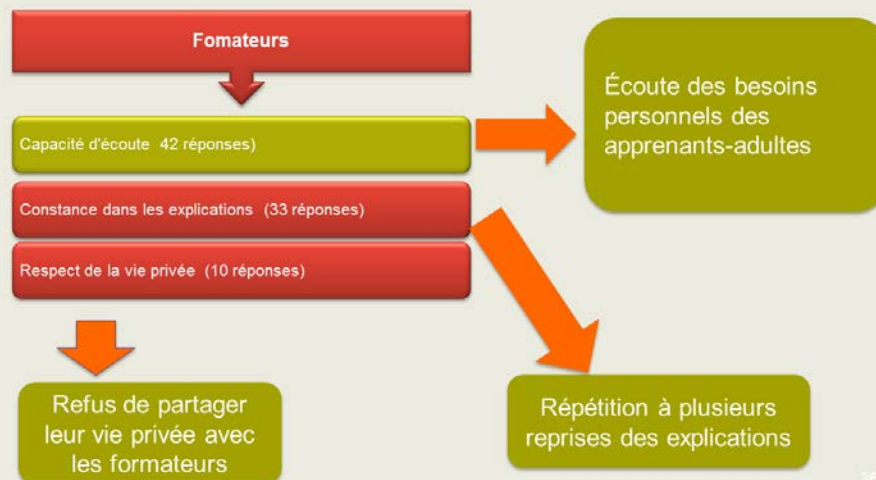 Fomateurs
Capacité d'écoute 42 réponses)
Écoute des besoins
personnels des
apprenants-adultes
Constance dans les explications (33 réponses)
Respect de la vie privée (10 réponses)
Refus de partager
leur vie privée avec
les formateurs
Répétition à plusieurs
reprises des explications